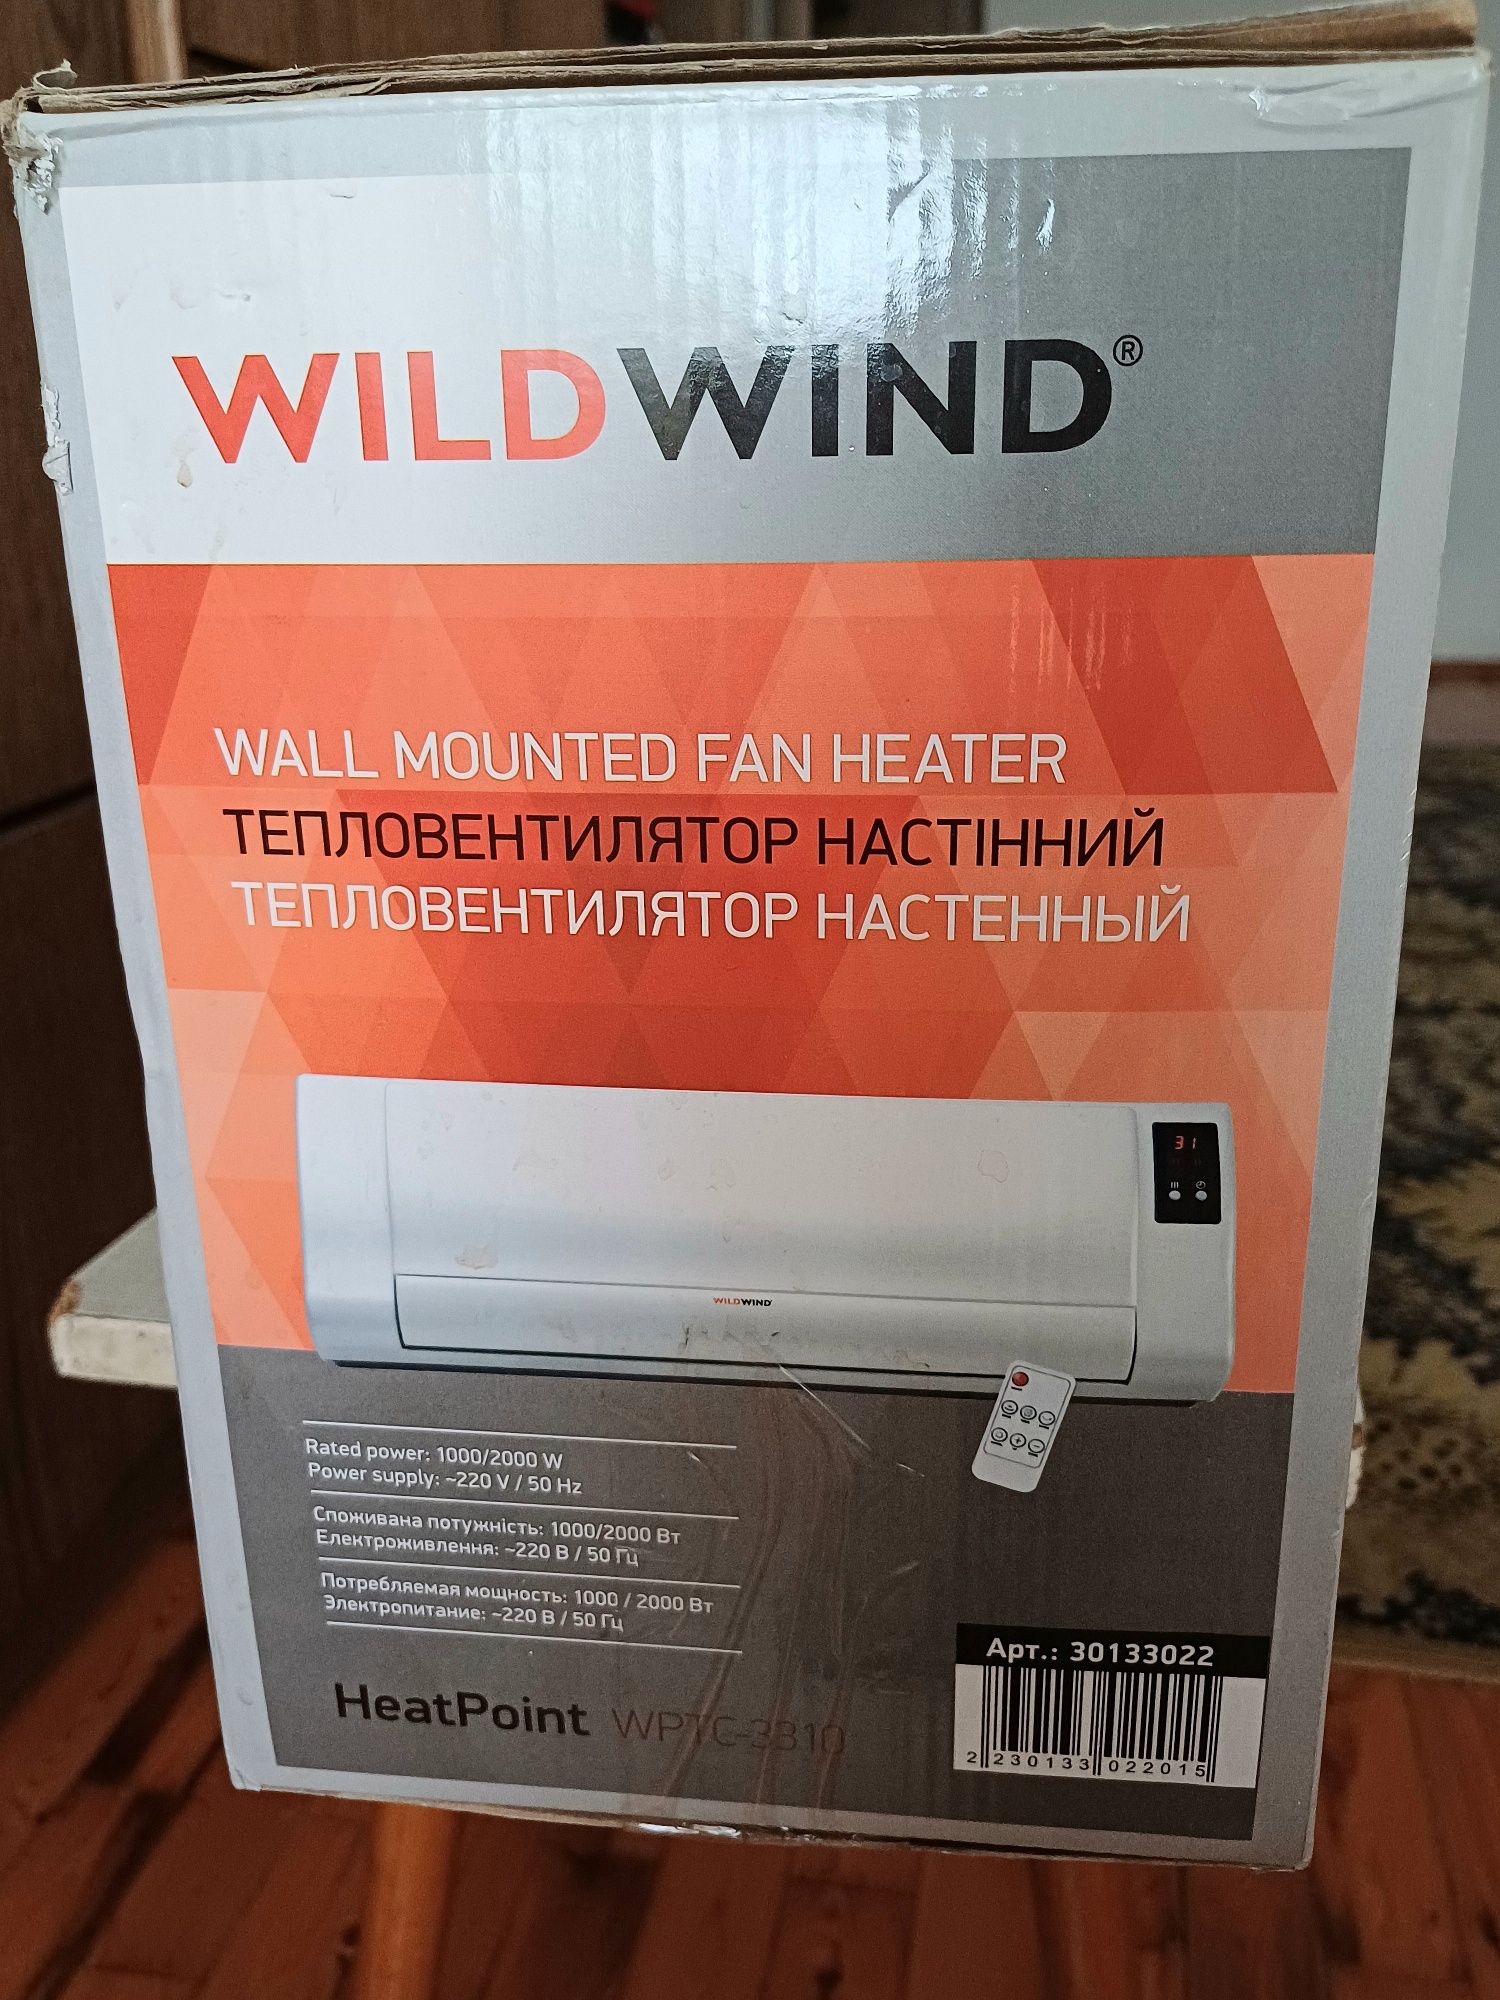 WILDWIND®
WALL MOUNTED FAN HEATER
ТЕПЛОВЕНТИЛЯТОР НАСТІННИЙ
ТЕПЛОВЕНТИЛЯТОР НАСТЕННЫЙ
31
WILDWIND
Rated power: 1000/2000 W
Power supply: ~220 V / 50 Hz
Споживана потужність: 1000/2000 Вт
Електроживлення: ~220 В / 50 Гц
Потребляемая мощность: 1000 / 2000 Вт
Электропитание: ~220 В / 50 Гц
HeatPoint WPTC-3310
Арт.: 30133022
2 230133 022015